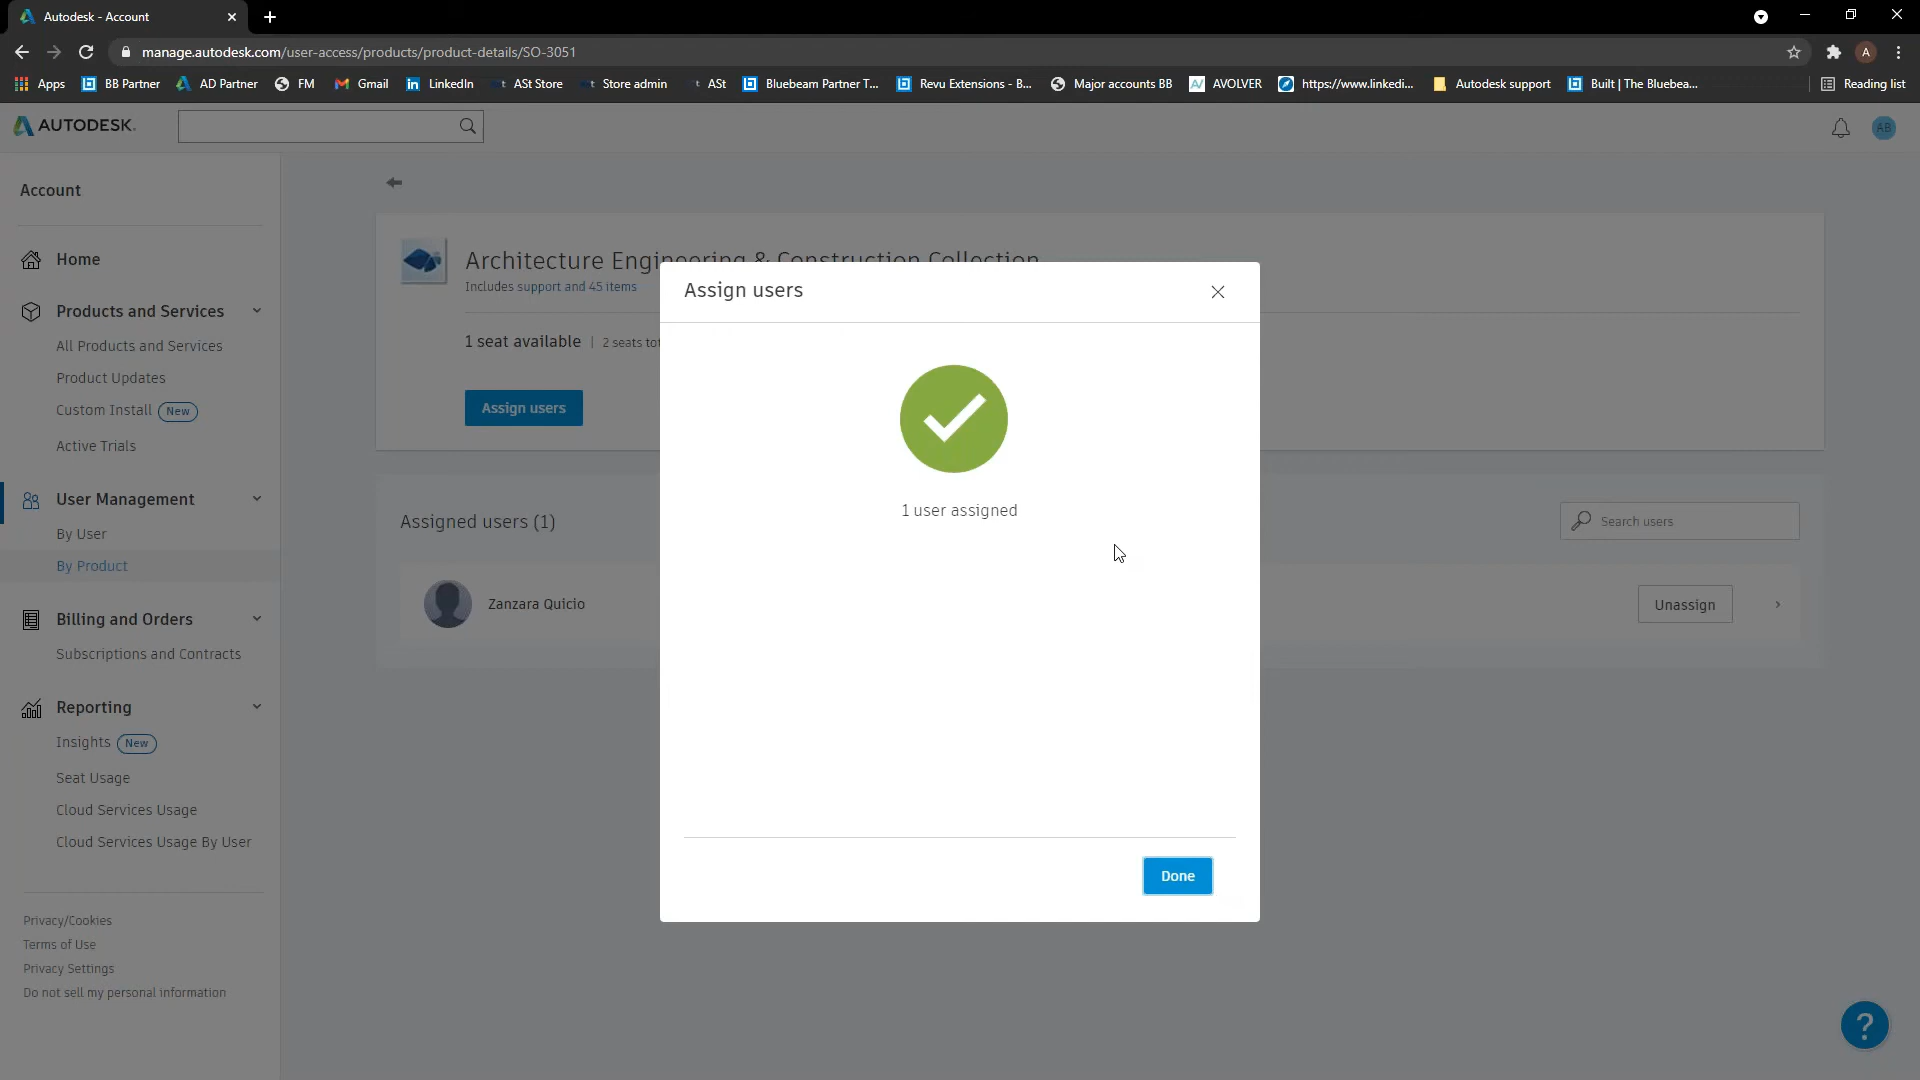 Autodesk - Account
manage.autodesk.com/user-access/products/product-details/SO-3051
A
Apps
BB Partner
AD Partner
FM
Gmail
LinkedIn
ASt Store
Store admin
ASt
Bluebeam Partner T...
Revu Extensions - B...
Major accounts BB
AVOLVER
https://www.linkedi...
Autodesk support
Built | The Bluebea...
Reading list
AUTODESK.
AB
Account
Home
Products and Services
All Products and Services
Product Updates
Custom Install New
Active Trials
User Management
By User
By Product
Billing and Orders
Subscriptions and Contracts
Reporting
Insights New
Seat Usage
Cloud Services Usage
Cloud Services Usage By User
Privacy/Cookies
Terms of Use
Privacy Settings
Do not sell my personal information
Architecture Engineering & Construction Collection
Includes support and 45 items
1 seat available | 2 seats tot
Assign users
Assigned users (1)
Search users
Zanzara Quicio
Unassign
Assign users
1 user assigned
Done
?